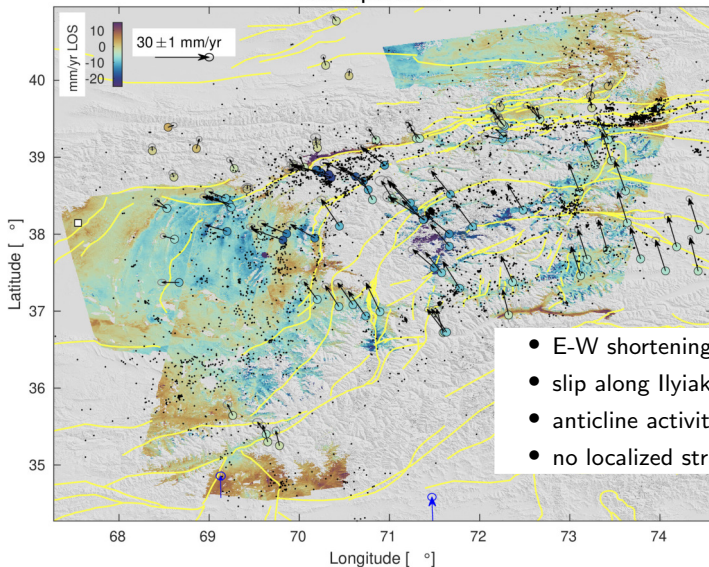 mm/yr LOS
10
0
-10
-20
30 ±1 mm/yr
Latitude [ °]
40
39
38
37
36
35
• E-W shortening
• slip along Ilyiak
• anticline activit
• no localized str
68
69
70
71
72
73
74
Longitude [ °]